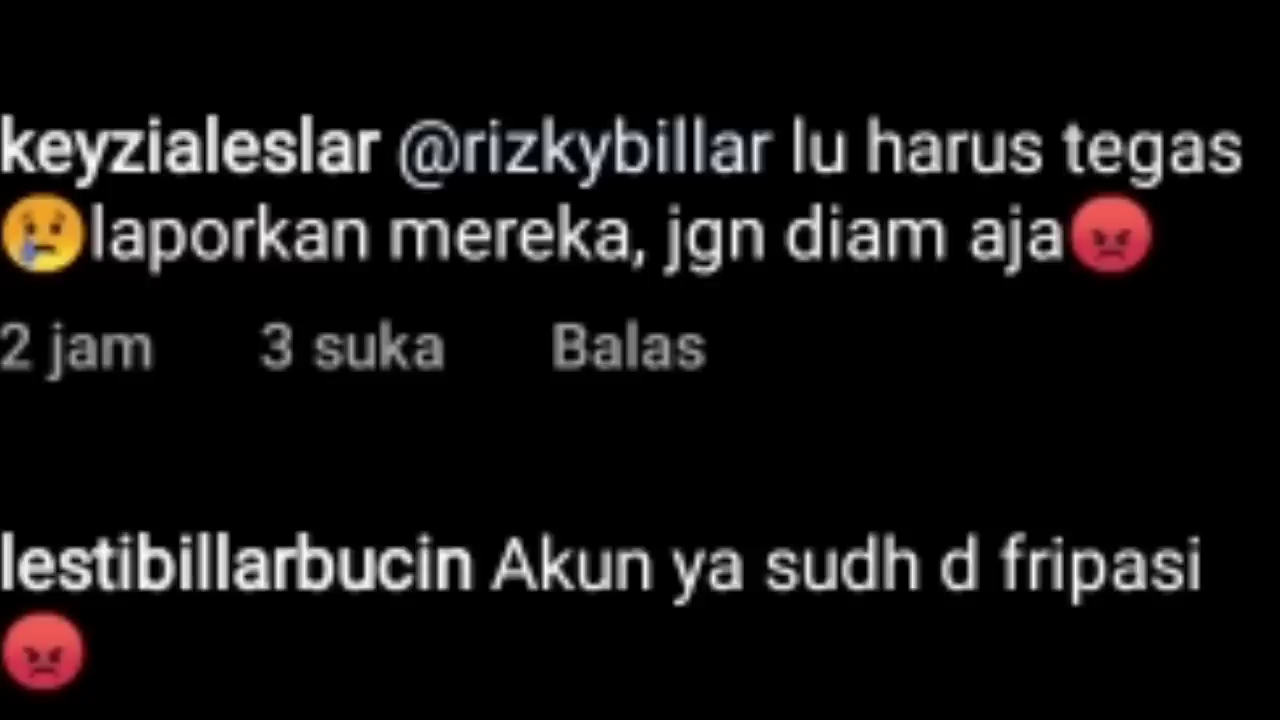 keyzialeslar @rizkybillar lu harus tegas
😢laporkan mereka, jgn diam aja😡
2 jam 3 suka Balas
lestibillarbucin Akun ya sudh d fripasi
😡